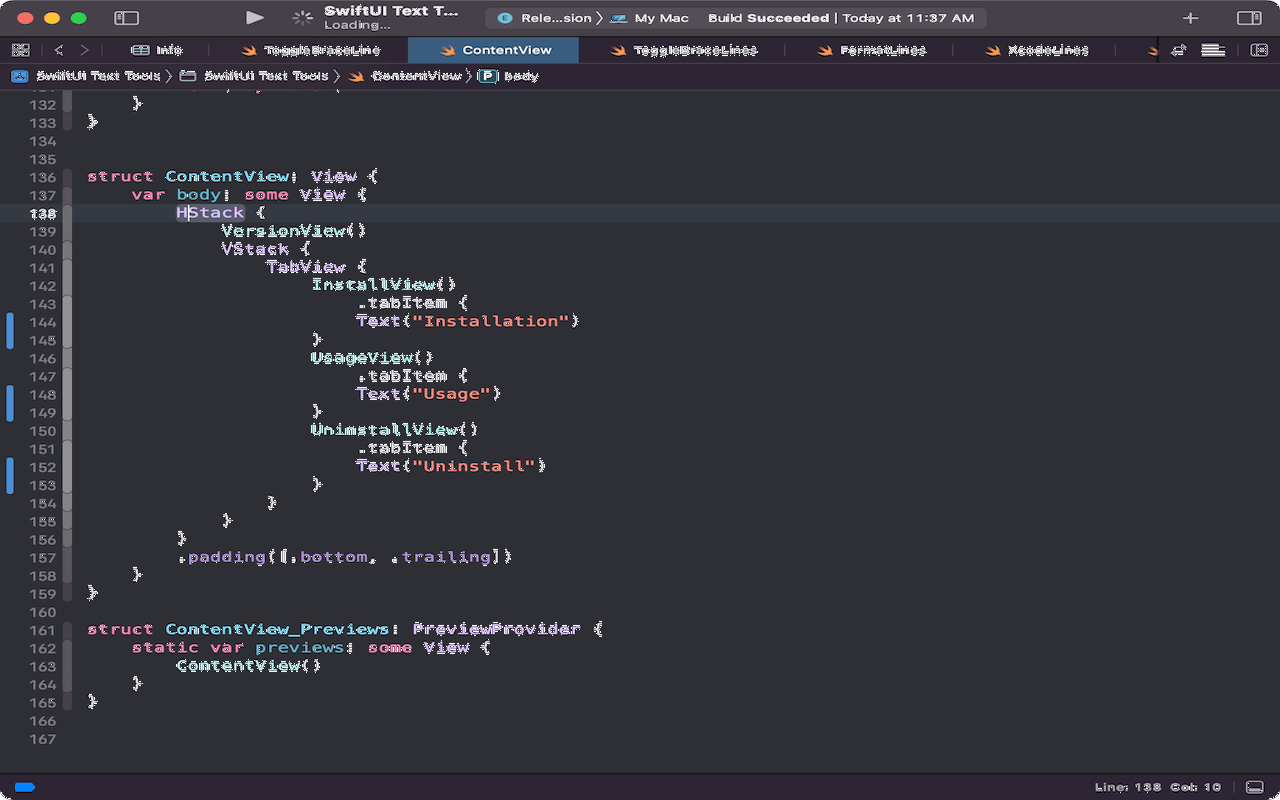 SwiftUI Text T...
Loading...
Rele...sion
My Mac
Build Succeeded | Today at 11:37 AM
Info
ToggleBraceLine
ContentView
ToggleBraceLines
FormatLines
XcodeLines
SwiftUI Text Tools
SwiftUI Text Tools
ContentView
P body
132 }
133 }
134
135
136 struct ContentView: View {
137 var body: some View {
138 HStack {
139 VersionView()
140 VStack {
141 TabView {
142 InstallView()
143 .tabItem {
144 Text("Installation")
145 }
146 UsageView()
147 .tabItem {
148 Text("Usage")
149 }
150 UninstallView()
151 .tabItem {
152 Text("Uninstall")
153 }
154 }
155 }
156 }
157 .padding([.bottom, .trailing])
158 }
159 }
160
161 struct ContentView_Previews: PreviewProvider {
162 static var previews: some View {
163 ContentView()
164 }
165 }
166
167
Line: 138 Col: 10